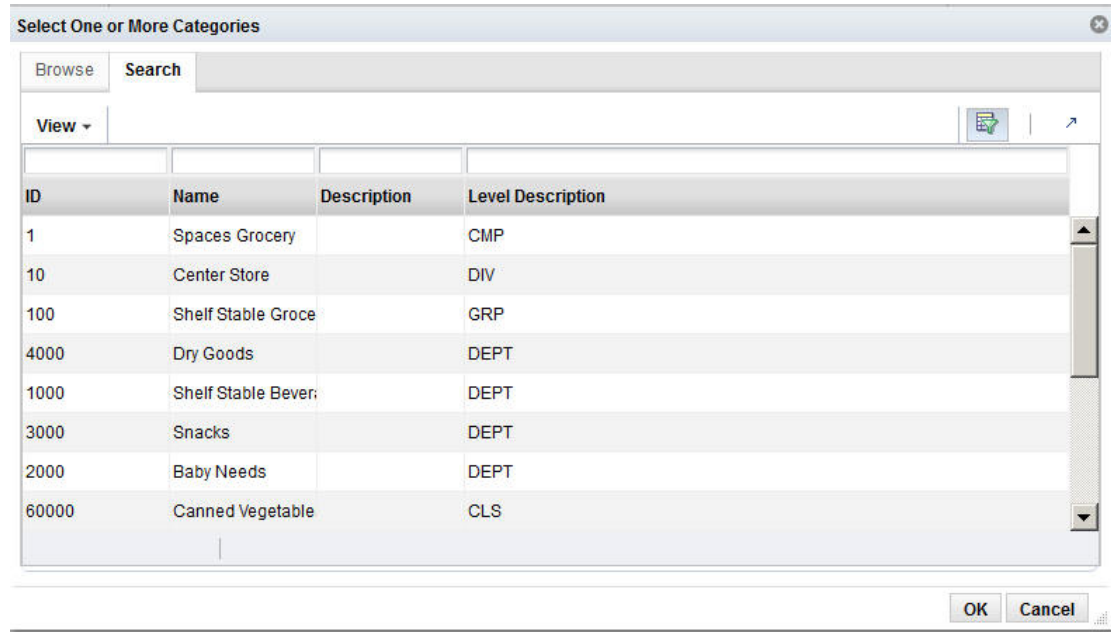 Select One or More Categories
Browse Search
View
ID Name Description Level Description
1 Spaces Grocery CMP
10 Center Store DIV
100 Shelf Stable Groce GRP
4000 Dry Goods DEPT
1000 Shelf Stable Bever DEPT
3000 Snacks DEPT
2000 Baby Needs DEPT
60000 Canned Vegetable CLS
OK Cancel